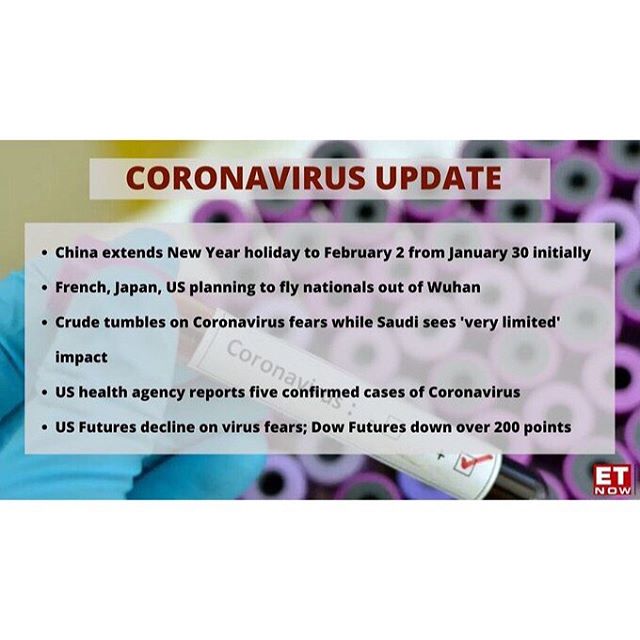 CORONAVIRUS UPDATE
• China extends New Year holiday to February 2 from January 30 initially
• French, Japan, US planning to fly nationals out of Wuhan
• Crude tumbles on Coronavirus fears while Saudi sees 'very limited'
impact
• US health agency reports five confirmed cases of Coronavirus
• US Futures decline on virus fears; Dow Futures down over 200 points
Coronavirus :
+
ET
NOW